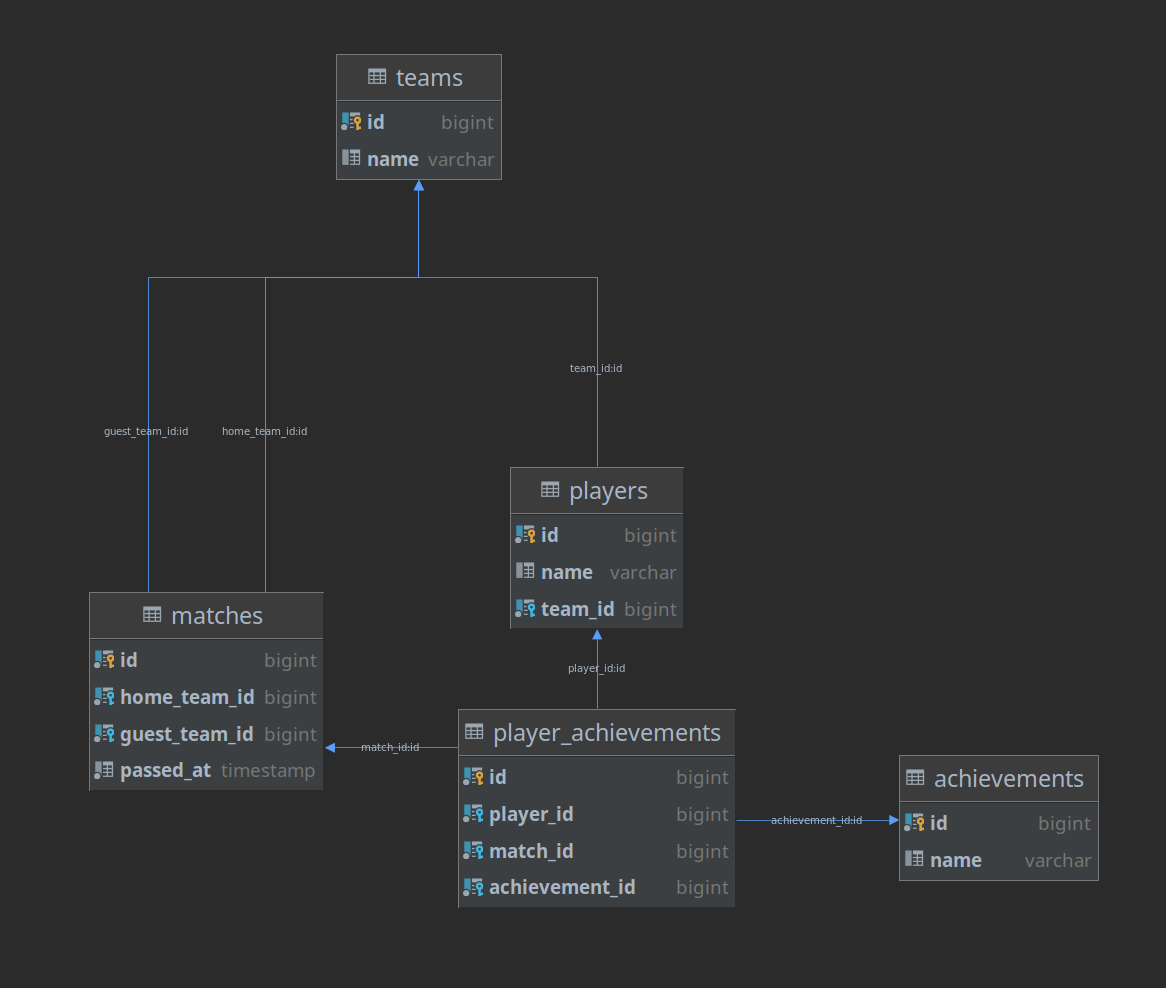 teams
id bigint
name varchar
team_id:id
guest_team_id:id home_team_id:id
players
id bigint
name varchar
team_id bigint
matches
id bigint
home_team_id bigint
guest_team_id bigint
passed_at timestamp
player_id:id
match_id:id
player_achievements
id bigint
player_id bigint
match_id bigint
achievement_id bigint
achievement_id:id
achievements
id bigint
name varchar